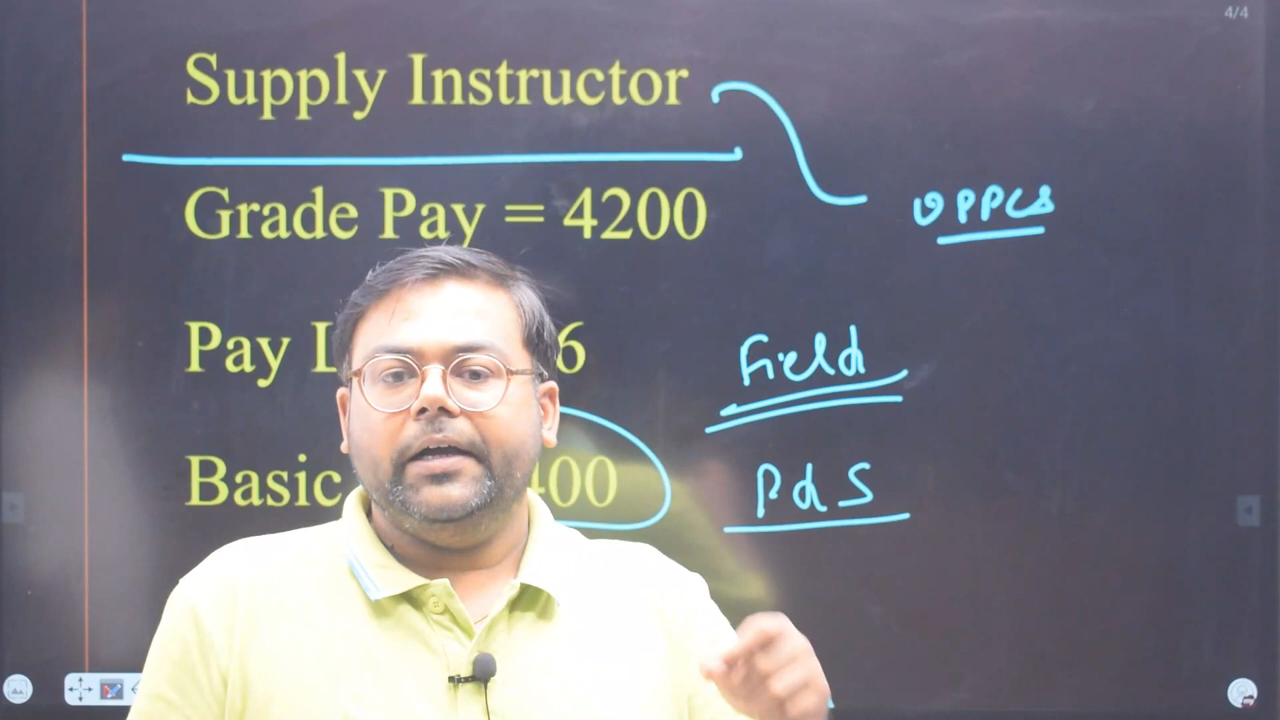 4/4
Supply Instructor
UPPCS
Grade Pay = 4200
Pay L 6
Field
Basic 400
PdS